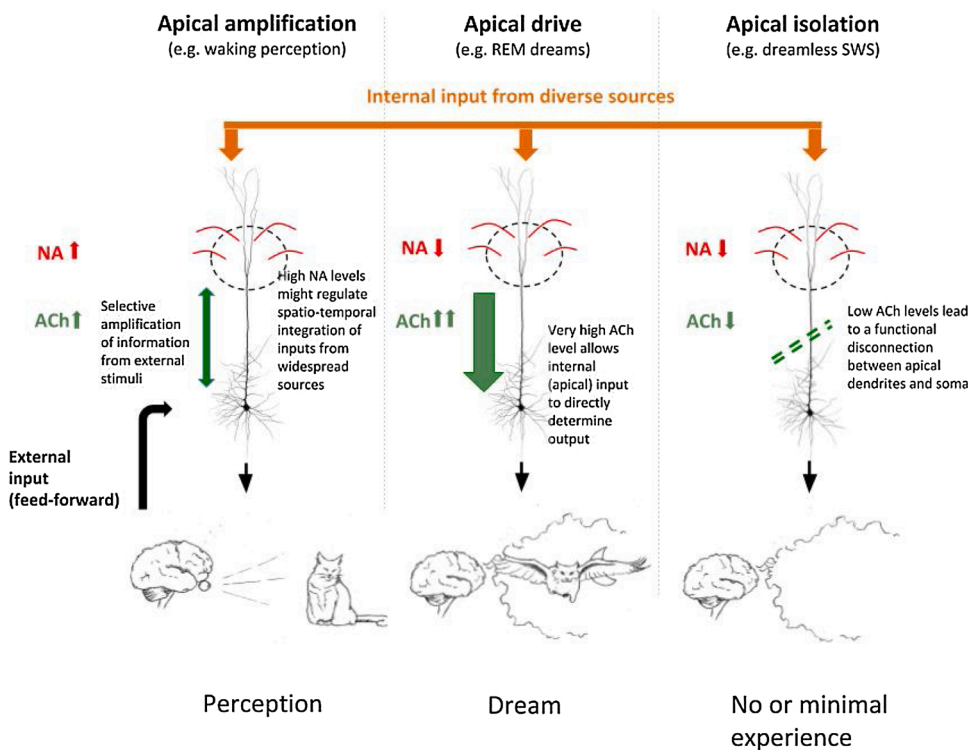 Apical amplification
(e.g. waking perception)
Apical drive
(e.g. REM dreams)
Apical isolation
(e.g. dreamless SWS)
Internal input from diverse sources
NA ⬆
ACh ⬆
Selective
amplification
of information
from external
stimuli
High NA levels
might regulate
spatio-temporal
integration of
inputs from
widespread
sources
External
input
(feed-forward)
NA ⬇
ACh ⬆⬆
Very high ACh
level allows
internal
(apical) input
to directly
determine
output
NA ⬇
ACh ⬇
Low ACh levels lead
to a functional
disconnection
between apical
dendrites and soma
Perception
Dream
No or minimal
experience